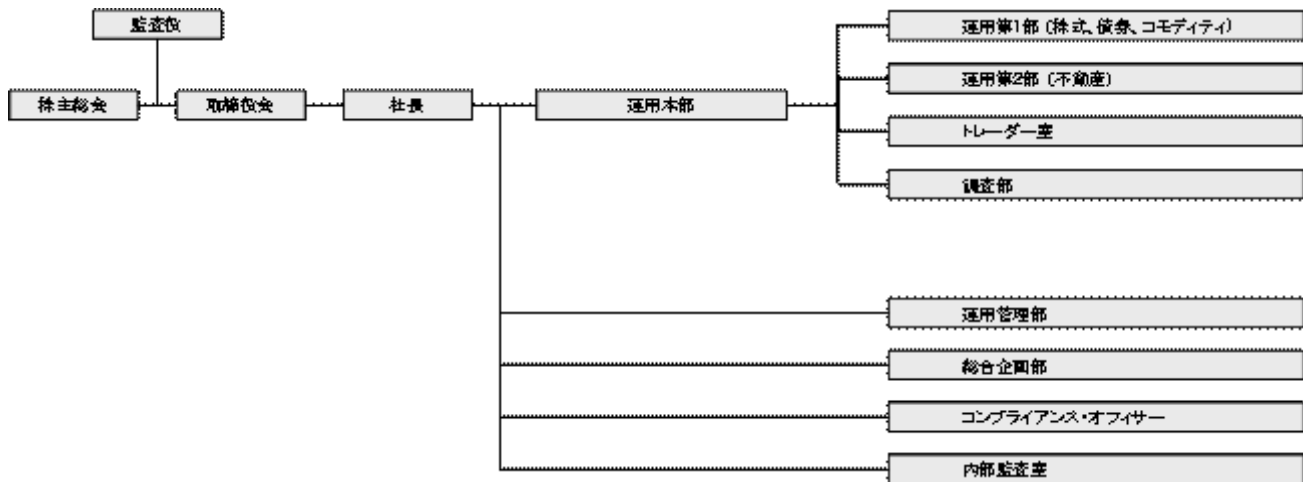 監査役
運用第1部 (株式、債券、コモディティ)
運用第2部 (不動産)
株主総会
取締役会
社長
運用本部
トレーダー室
調査部
運用管理部
総合企画部
コンプライアンス・オフィサー
内部監査室